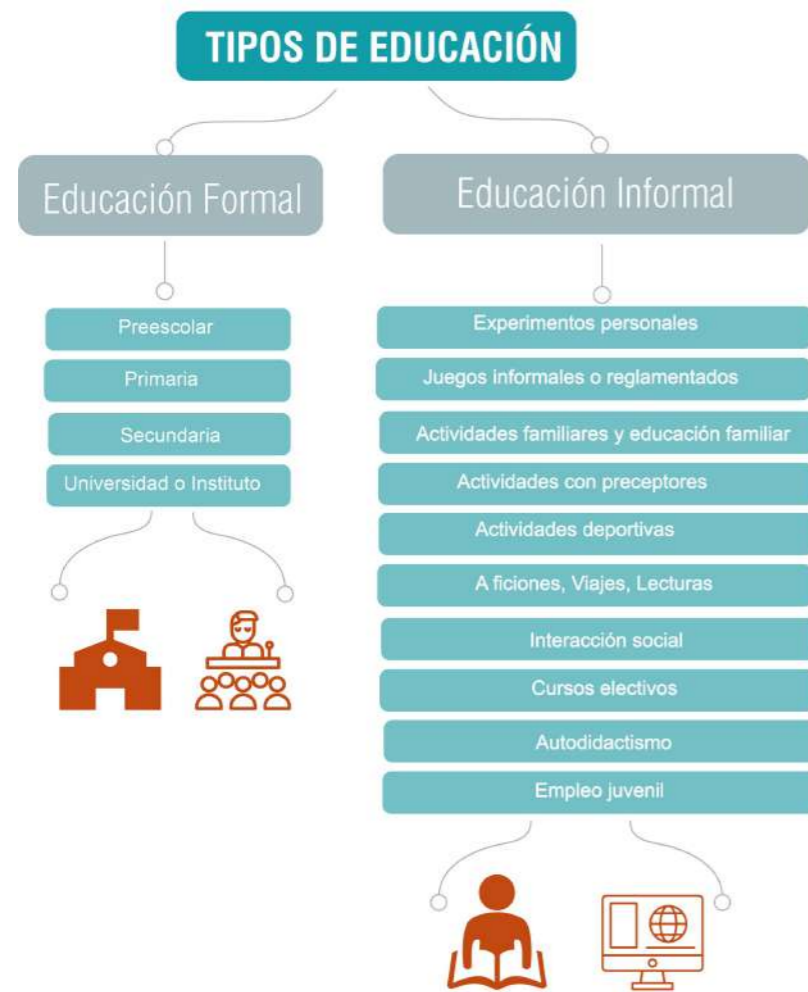 TIPOS DE EDUCACIÓN
Educación Formal
Preescolar
Primaria
Secundaria
Universidad o Instituto
Educación Informal
Experimentos personales
Juegos informales o reglamentados
Actividades familiares y educación familiar
Actividades con preceptores
Actividades deportivas
A ficiones, Viajes, Lecturas
Interacción social
Cursos electivos
Autodidactismo
Empleo juvenil